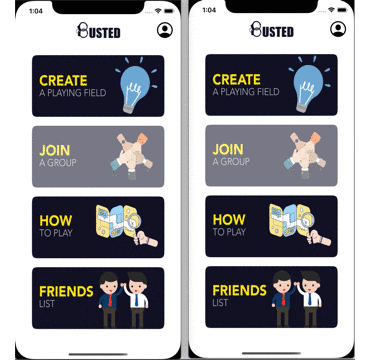 1:04
BUSTED
CREATE
A PLAYING FIELD
JOIN
A GROUP
HOW
TO PLAY
FRIENDS
LIST
1:04
BUSTED
CREATE
A PLAYING FIELD
JOIN
A GROUP
HOW
TO PLAY
FRIENDS
LIST